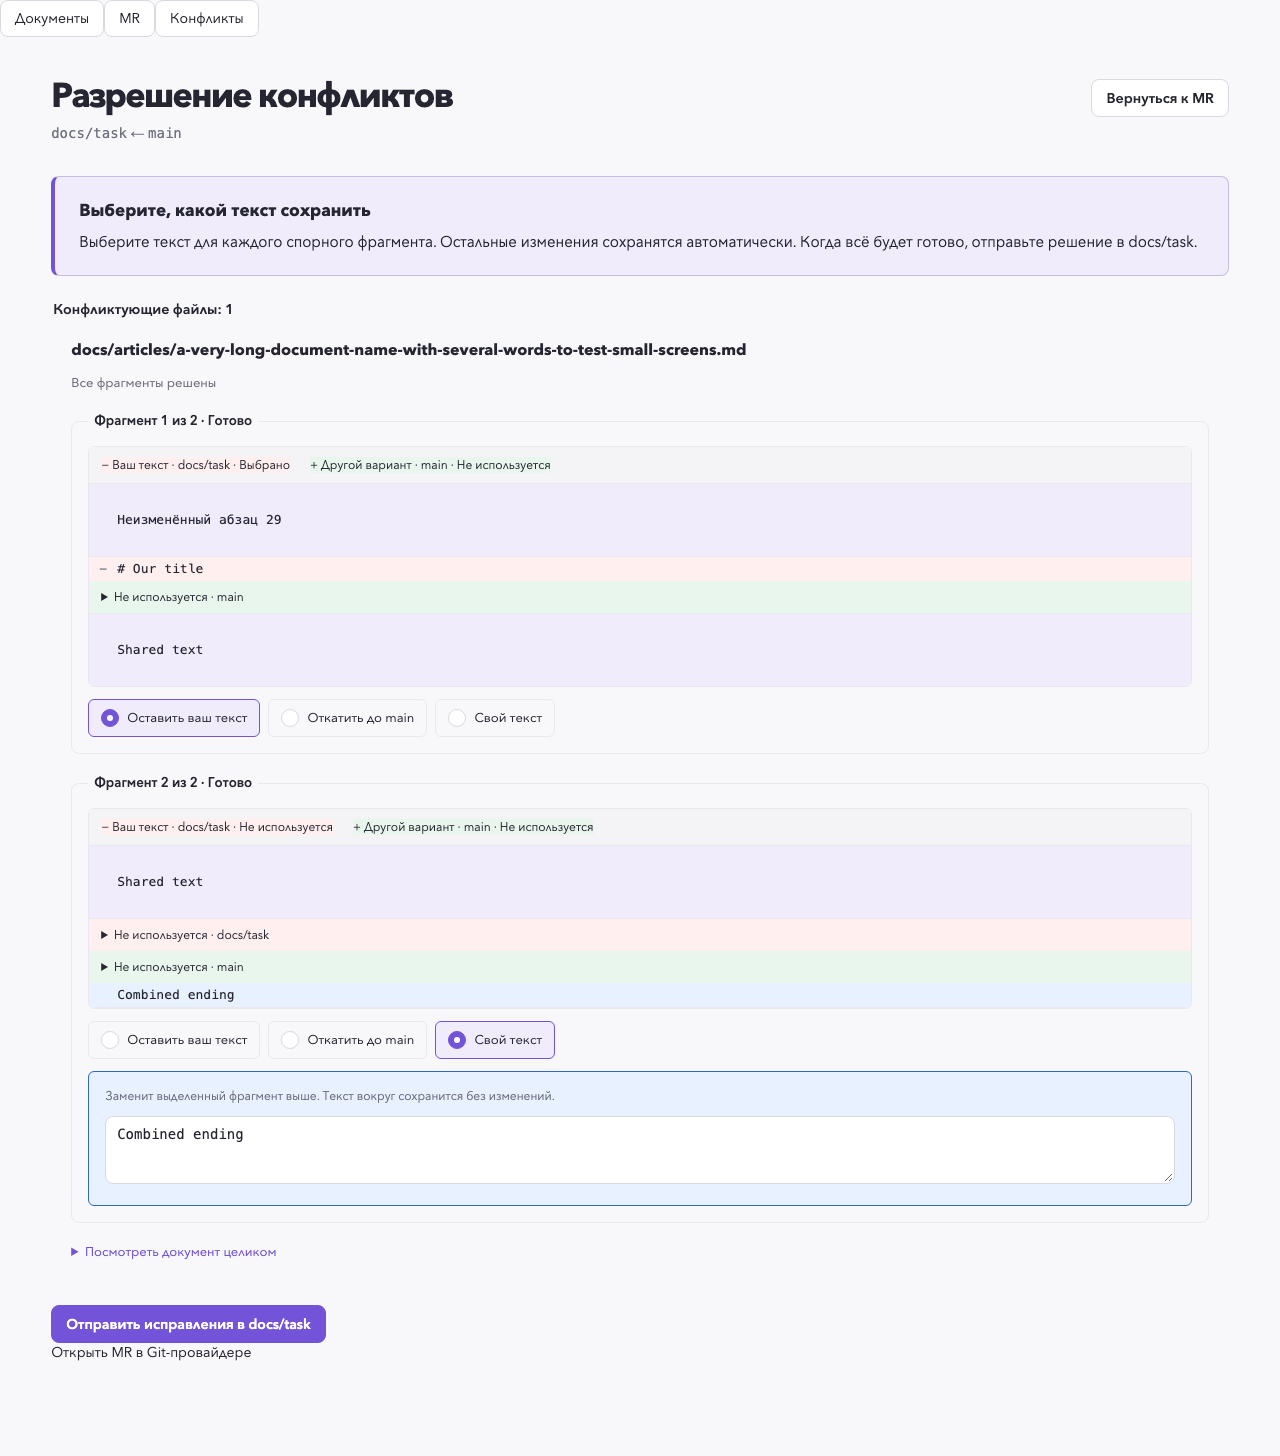 Документы MR Конфликты
Разрешение конфликтов
Вернуться к MR
docs/task ← main
Выберите, какой текст сохранить
Выберите текст для каждого спорного фрагмента. Остальные изменения сохранятся автоматически. Когда всё будет готово, отправьте решение в docs/task.
Конфликтующие файлы: 1
docs/articles/a-very-long-document-name-with-several-words-to-test-small-screens.md
Все фрагменты решены
Фрагмент 1 из 2 · Готово
− Ваш текст · docs/task · Выбрано + Другой вариант · main · Не используется
Неизменённый абзац 29
− # Our title
▶ Не используется · main
Shared text
Оставить ваш текст Откатить до main Свой текст
Фрагмент 2 из 2 · Готово
− Ваш текст · docs/task · Не используется + Другой вариант · main · Не используется
Shared text
▶ Не используется · docs/task
▶ Не используется · main
Combined ending
Оставить ваш текст Откатить до main Свой текст
Заменит выделенный фрагмент выше. Текст вокруг сохранится без изменений.
Combined ending
▶ Посмотреть документ целиком
Отправить исправления в docs/task
Открыть MR в Git-провайдере